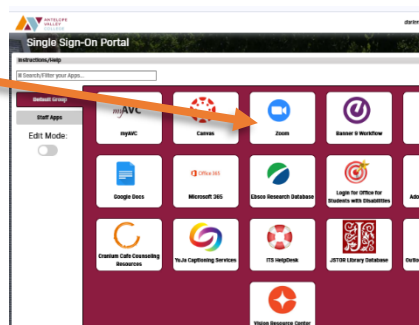 ANTELOPE
VALLEY
COLLEGE
Single Sign-On Portal
Instructions/Help
Search/Filter your Apps...
Default Group
Staff Apps
Edit Mode:
myAVC
myAVC
Canvas
Zoom
Banner 9 Workflow
Google Docs
Office 365
Microsoft 365
Ebsco Research Database
Login for Office for
Students with Disabilities
Ado
Cranium Cafe Counseling
Resources
YuJa Captioning Services
ITS HelpDesk
JSTOR
JSTOR Library Database
Outlo
Vision Resource Center